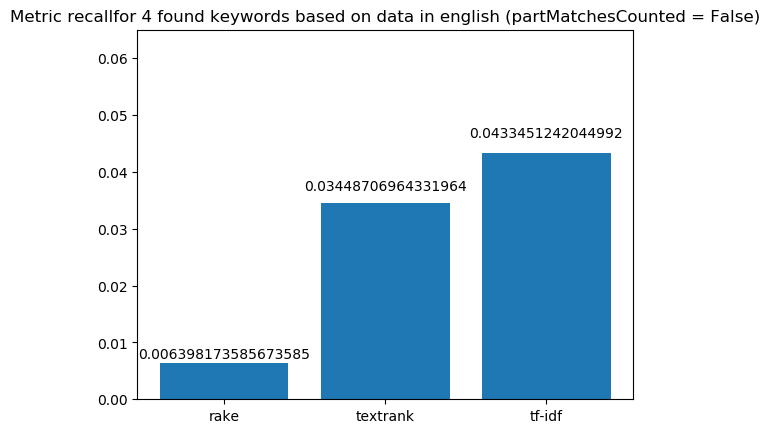 Metric recallfor 4 found keywords based on data in english (partMatchesCounted = False)
0.06
0.05
0.04
0.03
0.02
0.01
0.00
0.006398173585673585
0.03448706964331964
0.0433451242044992
rake
textrank
tf-idf